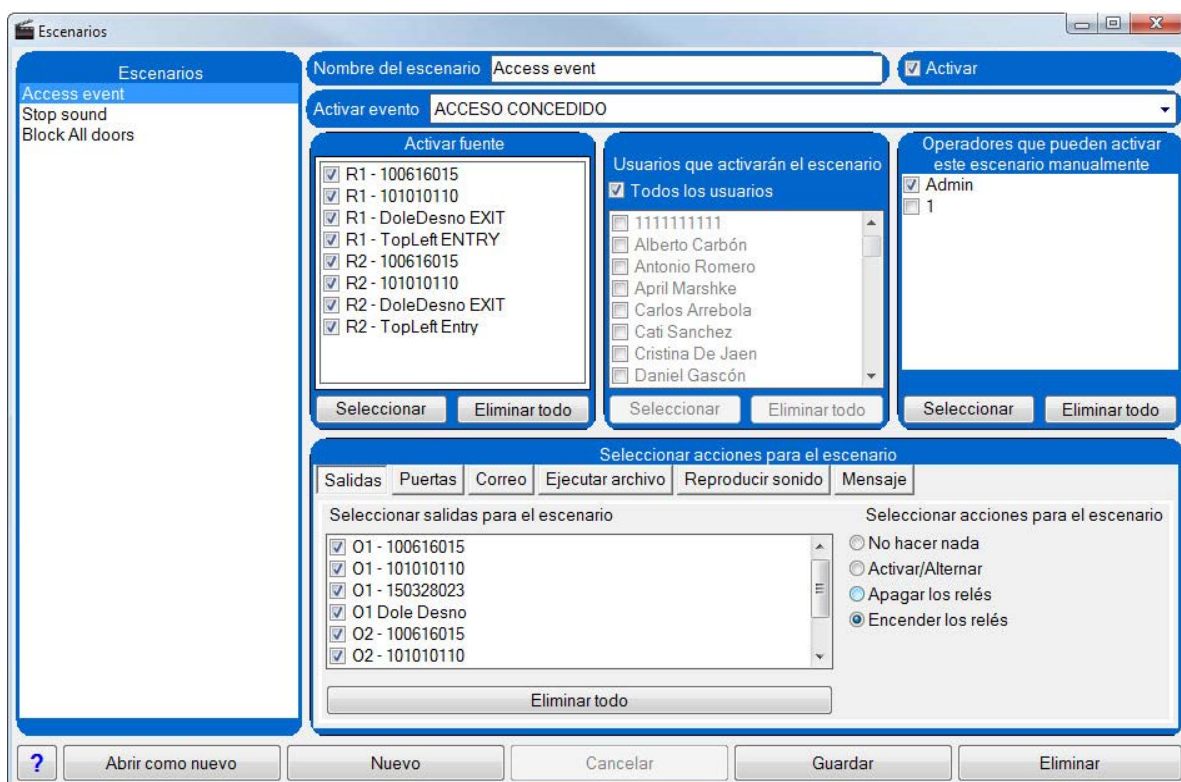 Escenarios
Escenarios
Access event
Stop sound
Block All doors
Nombre del escenario Access event
Activar
Activar evento ACCESO CONCEDIDO
Activar fuente
R1 - 100616015
R1 - 101010110
R1 - DoleDesno EXIT
R1 - TopLeft ENTRY
R2 - 100616015
R2 - 101010110
R2 - DoleDesno EXIT
R2 - TopLeft Entry
Seleccionar Eliminar todo
Usuarios que activarán el escenario
Todos los usuarios
1111111111
Alberto Carbón
Antonio Romero
April Marshke
Carlos Arrebola
Cati Sanchez
Cristina De Jaen
Daniel Gascón
Seleccionar Eliminar todo
Operadores que pueden activar
este escenario manualmente
Admin
1
Seleccionar Eliminar todo
Seleccionar acciones para el escenario
Salidas Puertas Correo Ejecutar archivo Reproducir sonido Mensaje
Seleccionar salidas para el escenario
O1 - 100616015
O1 - 101010110
O1 - 150328023
O1 Dole Desno
O2 - 100616015
O2 - 101010110
Eliminar todo
Seleccionar acciones para el escenario
No hacer nada
Activar/Alternar
Apagar los relés
Encender los relés
? Abrir como nuevo Nuevo Cancelar Guardar Eliminar